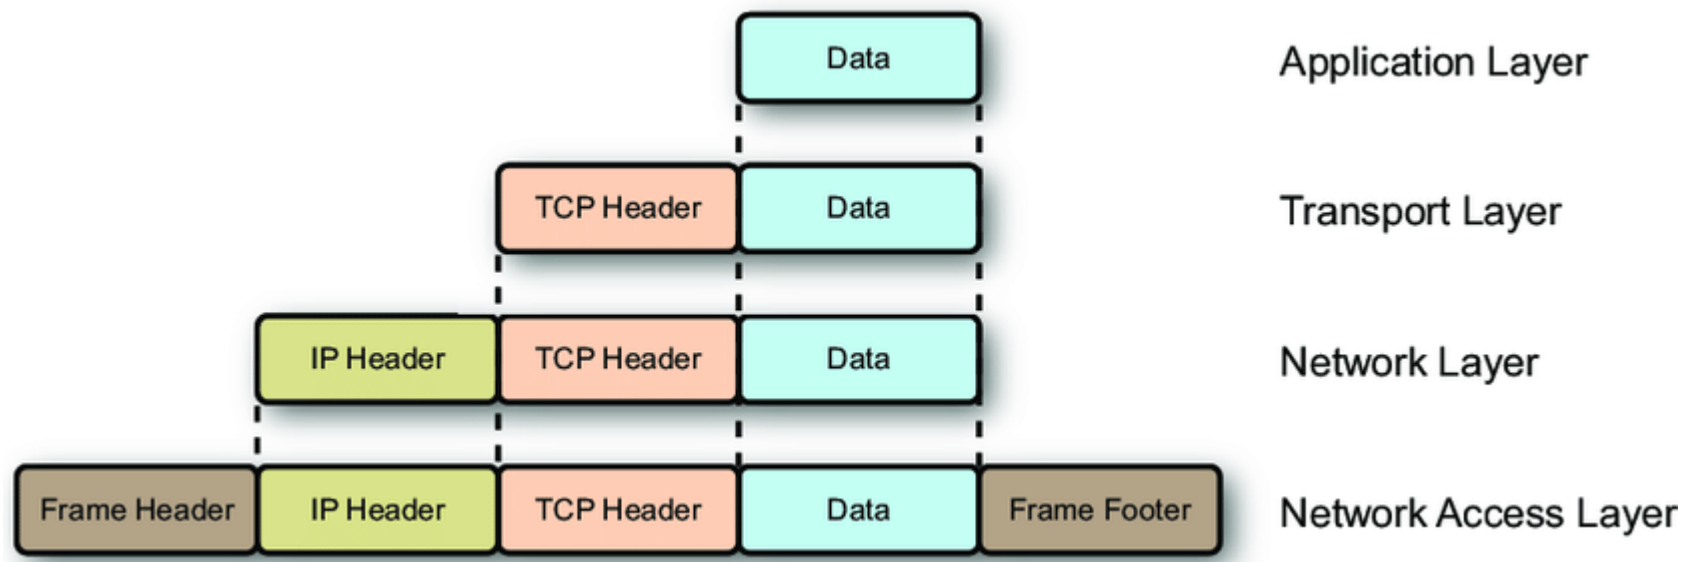 Data Application Layer
TCP Header Data Transport Layer
IP Header TCP Header Data Network Layer
Frame Header IP Header TCP Header Data Frame Footer Network Access Layer